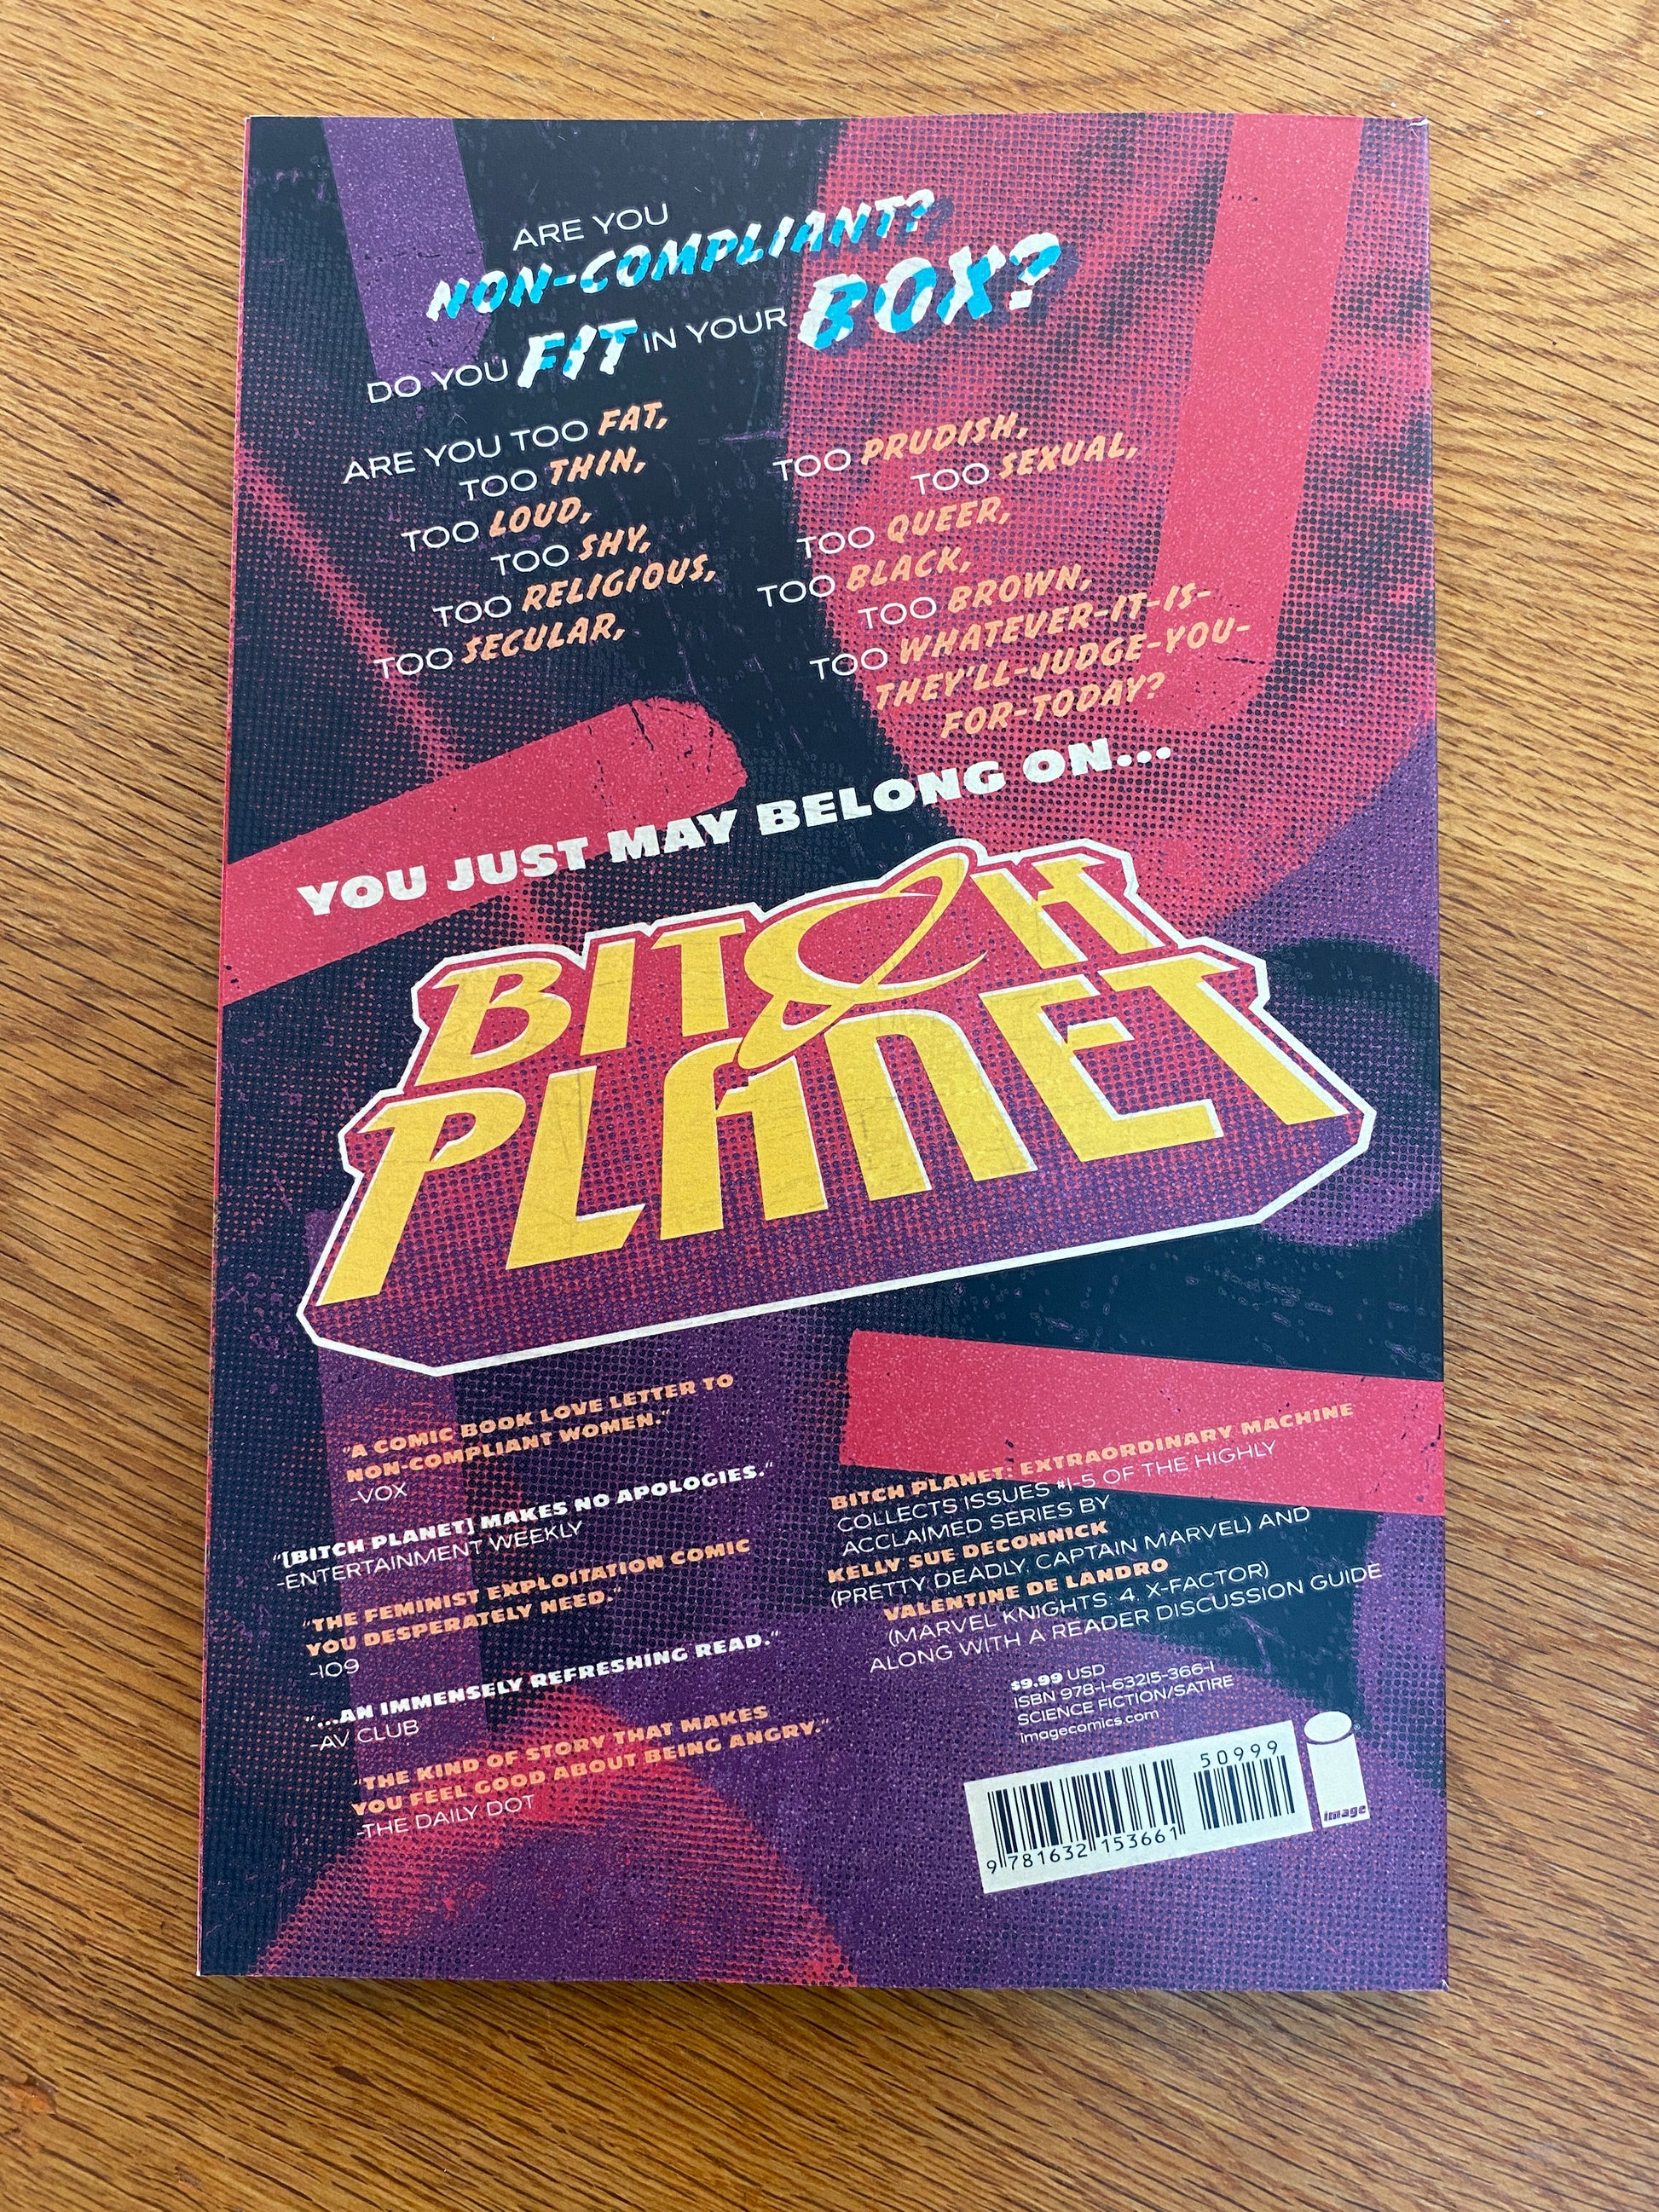 ARE YOU
NON-COMPLIANT?
DO YOU FIT IN YOUR BOX?
ARE YOU TOO FAT,
TOO THIN,
TOO LOUD,
TOO SHY,
TOO RELIGIOUS,
TOO SECULAR,
TOO PRUDISH,
TOO SEXUAL,
TOO QUEER,
TOO BLACK,
TOO BROWN,
TOO WHATEVER-IT-IS-
THEY'LL-JUDGE-YOU-
FOR-TODAY?
YOU JUST MAY BELONG ON...
BITCH
PLANET
"A COMIC BOOK LOVE LETTER TO
NON-COMPLIANT WOMEN."
-VOX
"[BITCH PLANET] MAKES NO APOLOGIES."
-ENTERTAINMENT WEEKLY
"THE FEMINIST EXPLOITATION COMIC
YOU DESPERATELY NEED."
-IO9
"...AN IMMENSELY REFRESHING READ."
-AV CLUB
"THE KIND OF STORY THAT MAKES
YOU FEEL GOOD ABOUT BEING ANGRY."
-THE DAILY DOT
BITCH PLANET: EXTRAORDINARY MACHINE
COLLECTS ISSUES #1-5 OF THE HIGHLY
ACCLAIMED SERIES BY
KELLY SUE DECONNICK
(PRETTY DEADLY, CAPTAIN MARVEL) AND
VALENTINE DE LANDRO
(MARVEL KNIGHTS: 4, X-FACTOR)
ALONG WITH A READER DISCUSSION GUIDE
$9.99 USD
ISBN 978-1-63215-366-1
SCIENCE FICTION/SATIRE
imagecomics.com
50999
9 781632 153661
image